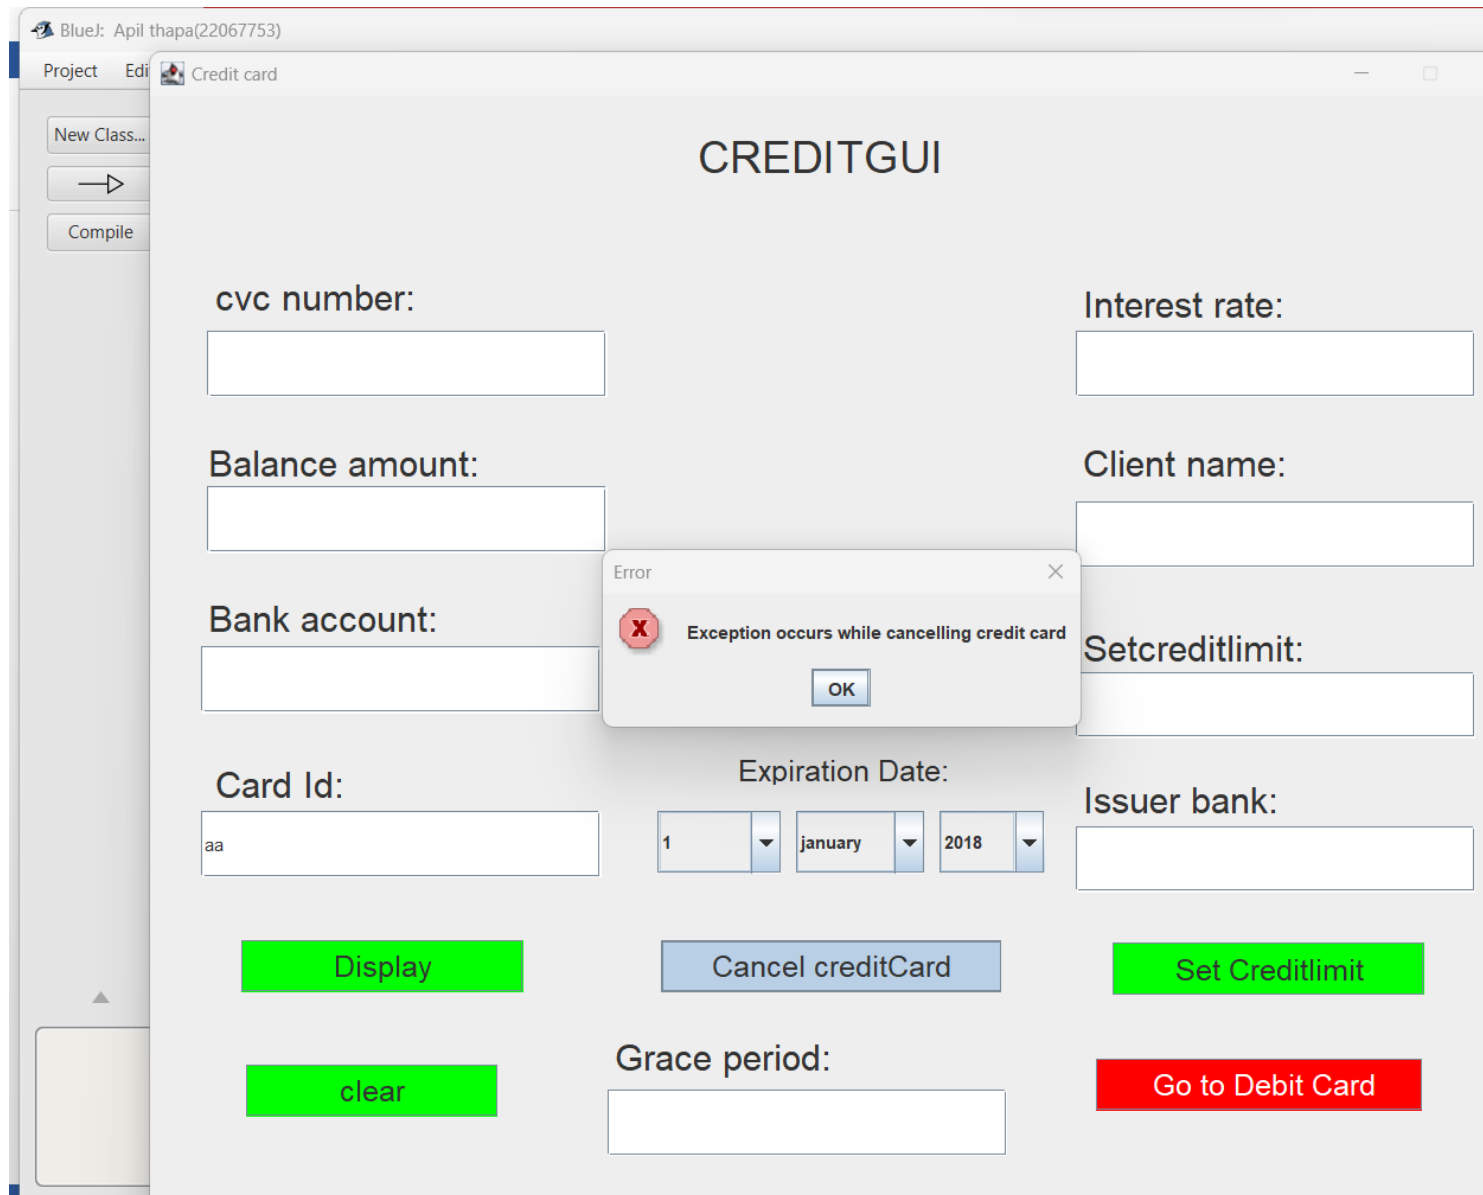 BlueJ: Apil thapa(22067753)
Project Edi
Credit card
New Class...
Compile
CREDITGUI
cvc number:
Interest rate:
Balance amount:
Client name:
Error
Exception occurs while cancelling credit card
OK
Bank account:
Setcreditlimit:
Card Id:
aa
Expiration Date:
1 january 2018
Issuer bank:
Display
Cancel creditCard
Set Creditlimit
clear
Grace period:
Go to Debit Card